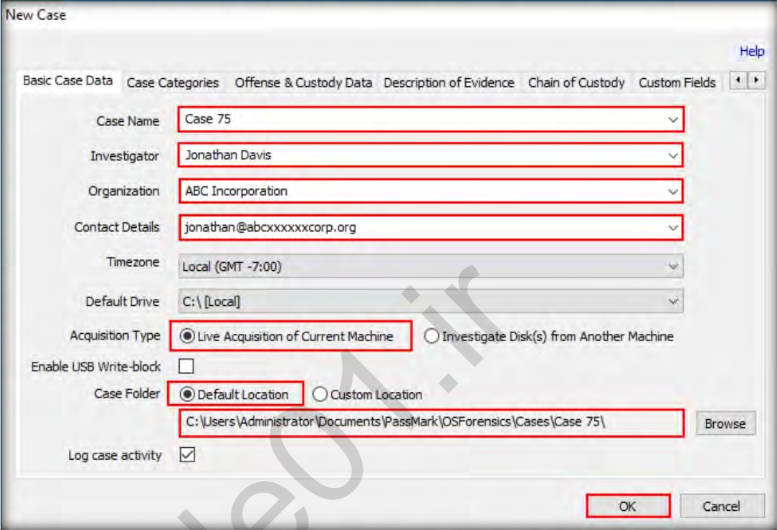 New Case
Help
Basic Case Data Case Categories Offense & Custody Data Description of Evidence Chain of Custody Custom Fields
Case Name Case 75
Investigator Jonathan Davis
Organization ABC Incorporation
Contact Details jonathan@abcxxxxxxcorp.org
Timezone Local (GMT -7:00)
Default Drive C:\ [Local]
Acquisition Type Live Acquisition of Current Machine Investigate Disk(s) from Another Machine
Enable USB Write-block
Case Folder Default Location Custom Location
C:\Users\Administrator\Documents\PassMark\OSForensics\Cases\Case 75\ Browse
Log case activity
OK Cancel